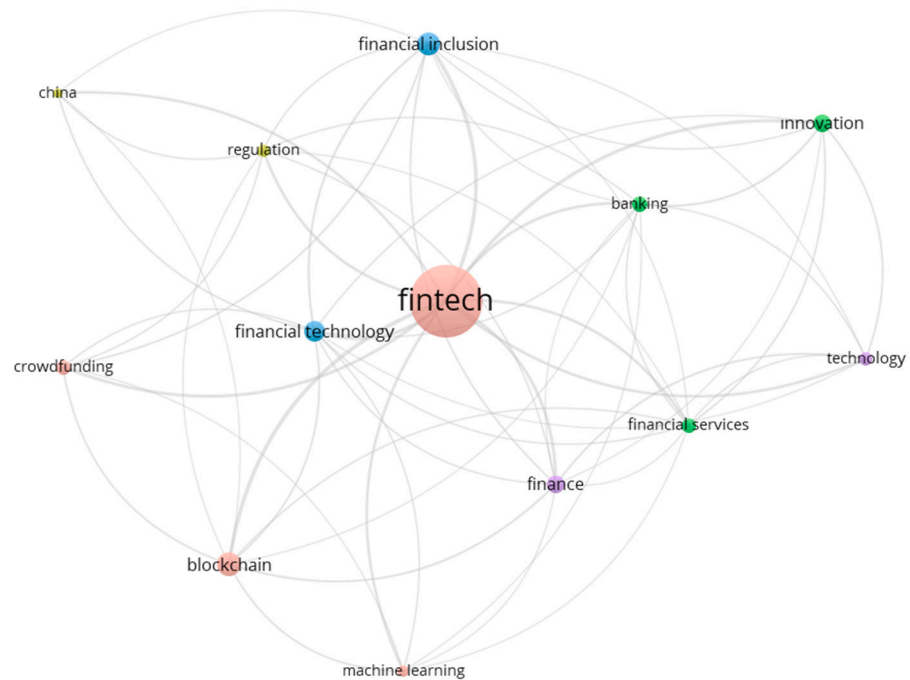 financial inclusion
china
innovation
regulation
banking
fintech
financial technology
technology
crowdfunding
financial services
finance
blockchain
machine learning